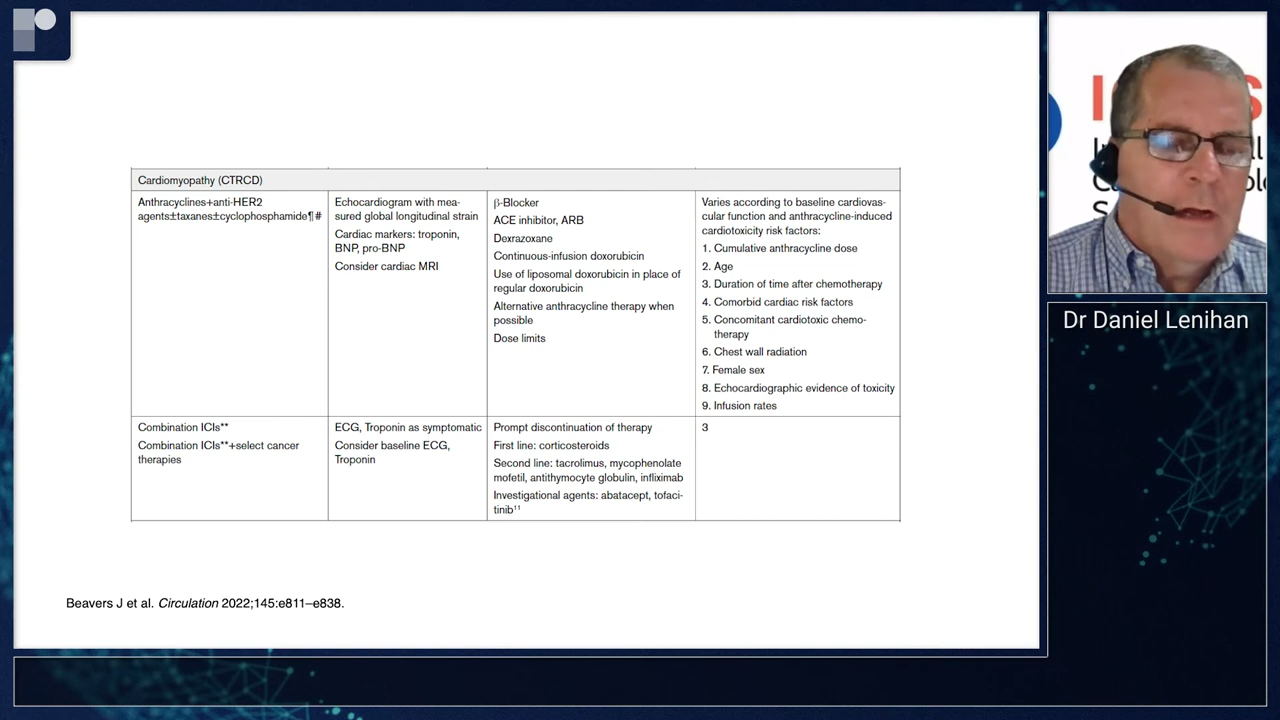 Cardiomyopathy (CTRCD)
Anthracyclines+anti-HER2
agents±taxanes±cyclophosphamide¶#
Echocardiogram with mea-
sured global longitudinal strain
Cardiac markers: troponin,
BNP, pro-BNP
Consider cardiac MRI
β-Blocker
ACE inhibitor, ARB
Dexrazoxane
Continuous-infusion doxorubicin
Use of liposomal doxorubicin in place of
regular doxorubicin
Alternative anthracycline therapy when
possible
Dose limits
Varies according to baseline cardiovas-
cular function and anthracycline-induced
cardiotoxicity risk factors:
1. Cumulative anthracycline dose
2. Age
3. Duration of time after chemotherapy
4. Comorbid cardiac risk factors
5. Concomitant cardiotoxic chemo-
therapy
6. Chest wall radiation
7. Female sex
8. Echocardiographic evidence of toxicity
9. Infusion rates
Combination ICIs**
Combination ICIs**+select cancer
therapies
ECG, Troponin as symptomatic
Consider baseline ECG,
Troponin
Prompt discontinuation of therapy
First line: corticosteroids
Second line: tacrolimus, mycophenolate
mofetil, antithymocyte globulin, infliximab
Investigational agents: abatacept, tofaci-
tinib¹¹
3
Beavers J et al. Circulation 2022;145:e811–e838.
Dr Daniel Lenihan